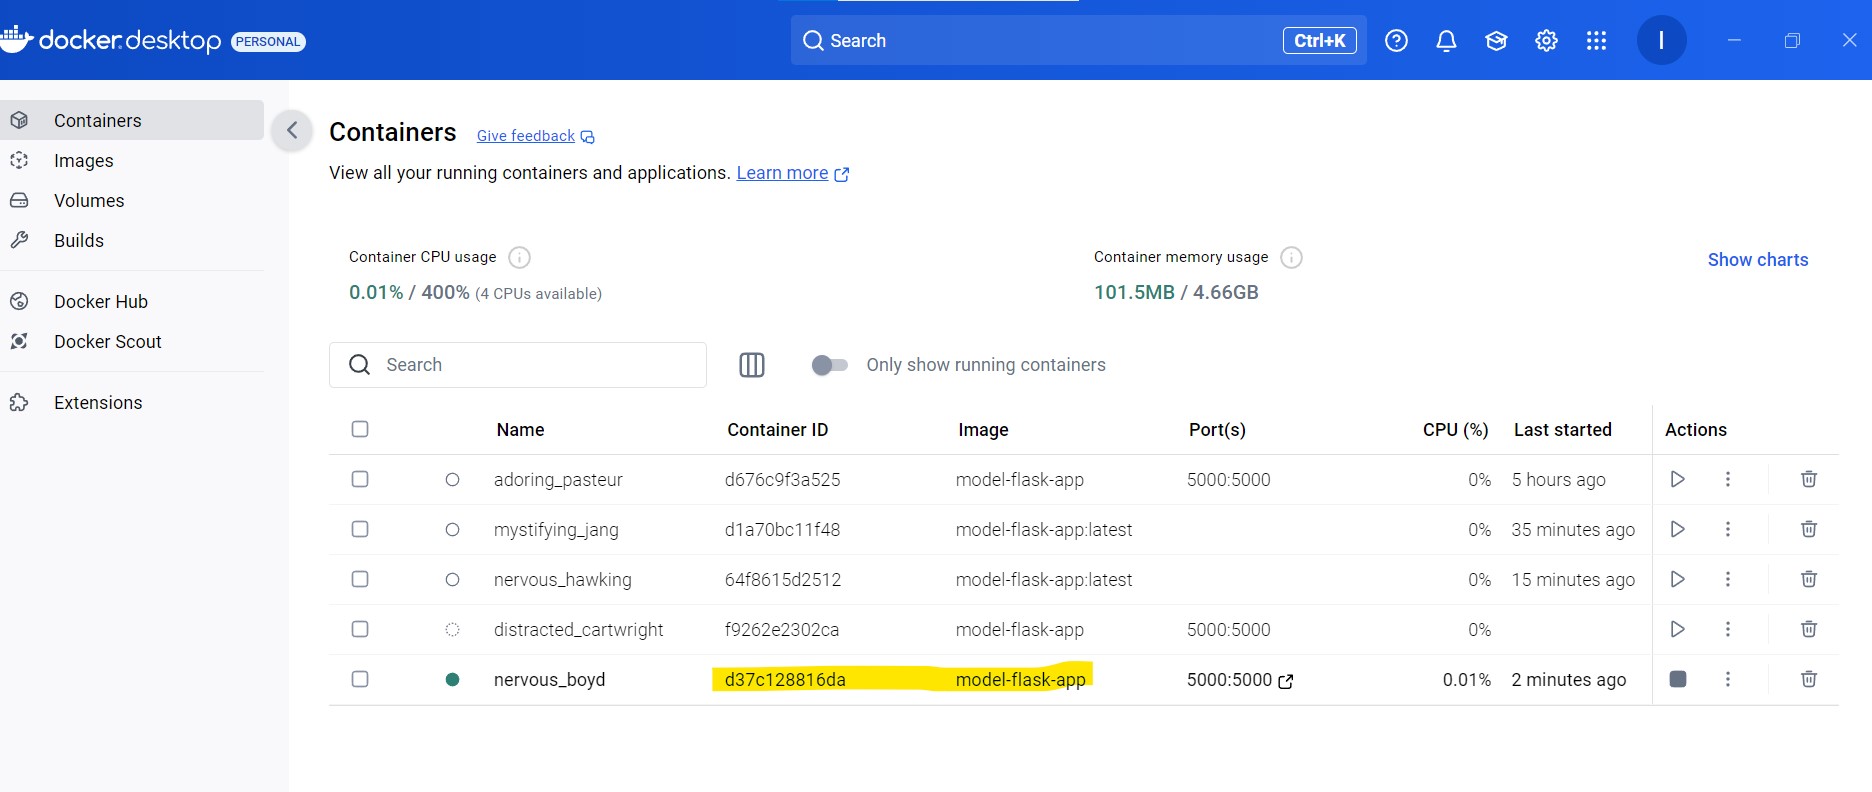 docker.desktop PERSONAL
Search Ctrl+K
I
Containers
Images
Volumes
Builds
Docker Hub
Docker Scout
Extensions
Containers Give feedback
View all your running containers and applications. Learn more
Container CPU usage
0.01% / 400% (4 CPUs available)
Container memory usage
101.5MB / 4.66GB
Show charts
Search Only show running containers
Name Container ID Image Port(s) CPU (%) Last started Actions
adoring_pasteur d676c9f3a525 model-flask-app 5000:5000 0% 5 hours ago
mystifying_jang d1a70bc11f48 model-flask-app:latest 0% 35 minutes ago
nervous_hawking 64f8615d2512 model-flask-app:latest 0% 15 minutes ago
distracted_cartwright f9262e2302ca model-flask-app 5000:5000 0%
nervous_boyd d37c128816da model-flask-app 5000:5000 0.01% 2 minutes ago